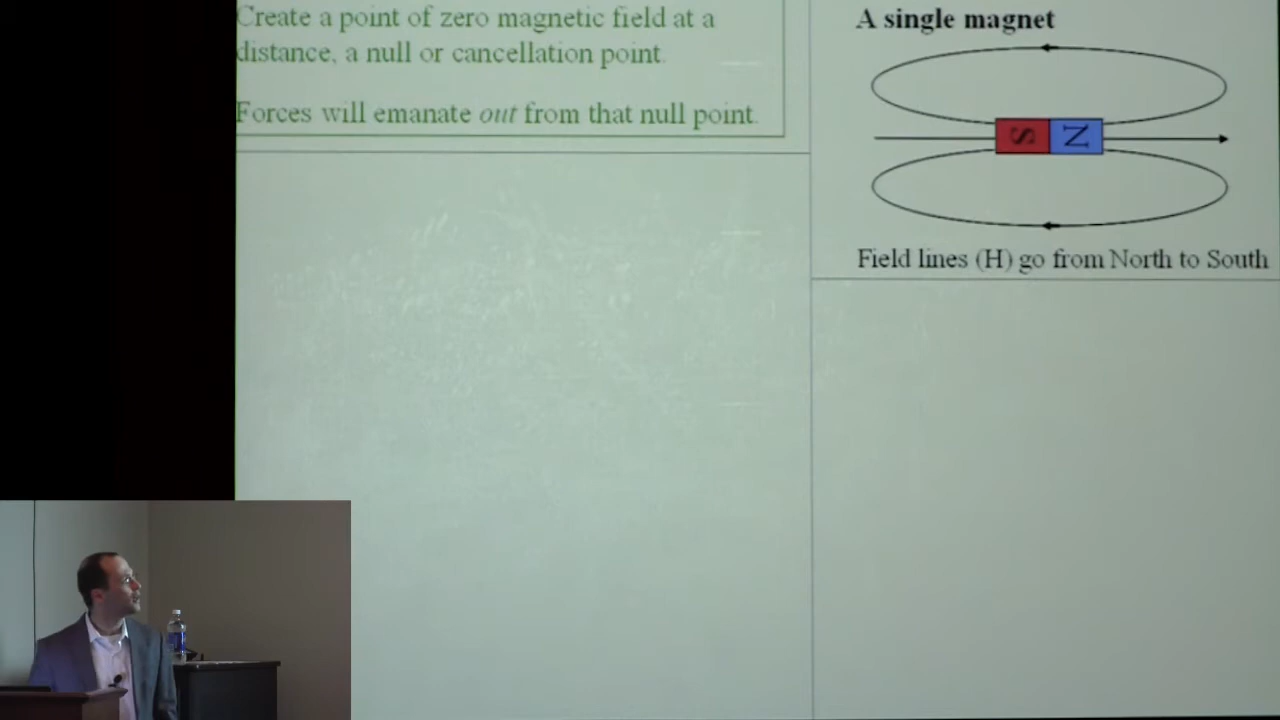 Create a point of zero magnetic field at a
distance, a null or cancellation point.
Forces will emanate out from that null point.
A single magnet
S N
Field lines (H) go from North to South